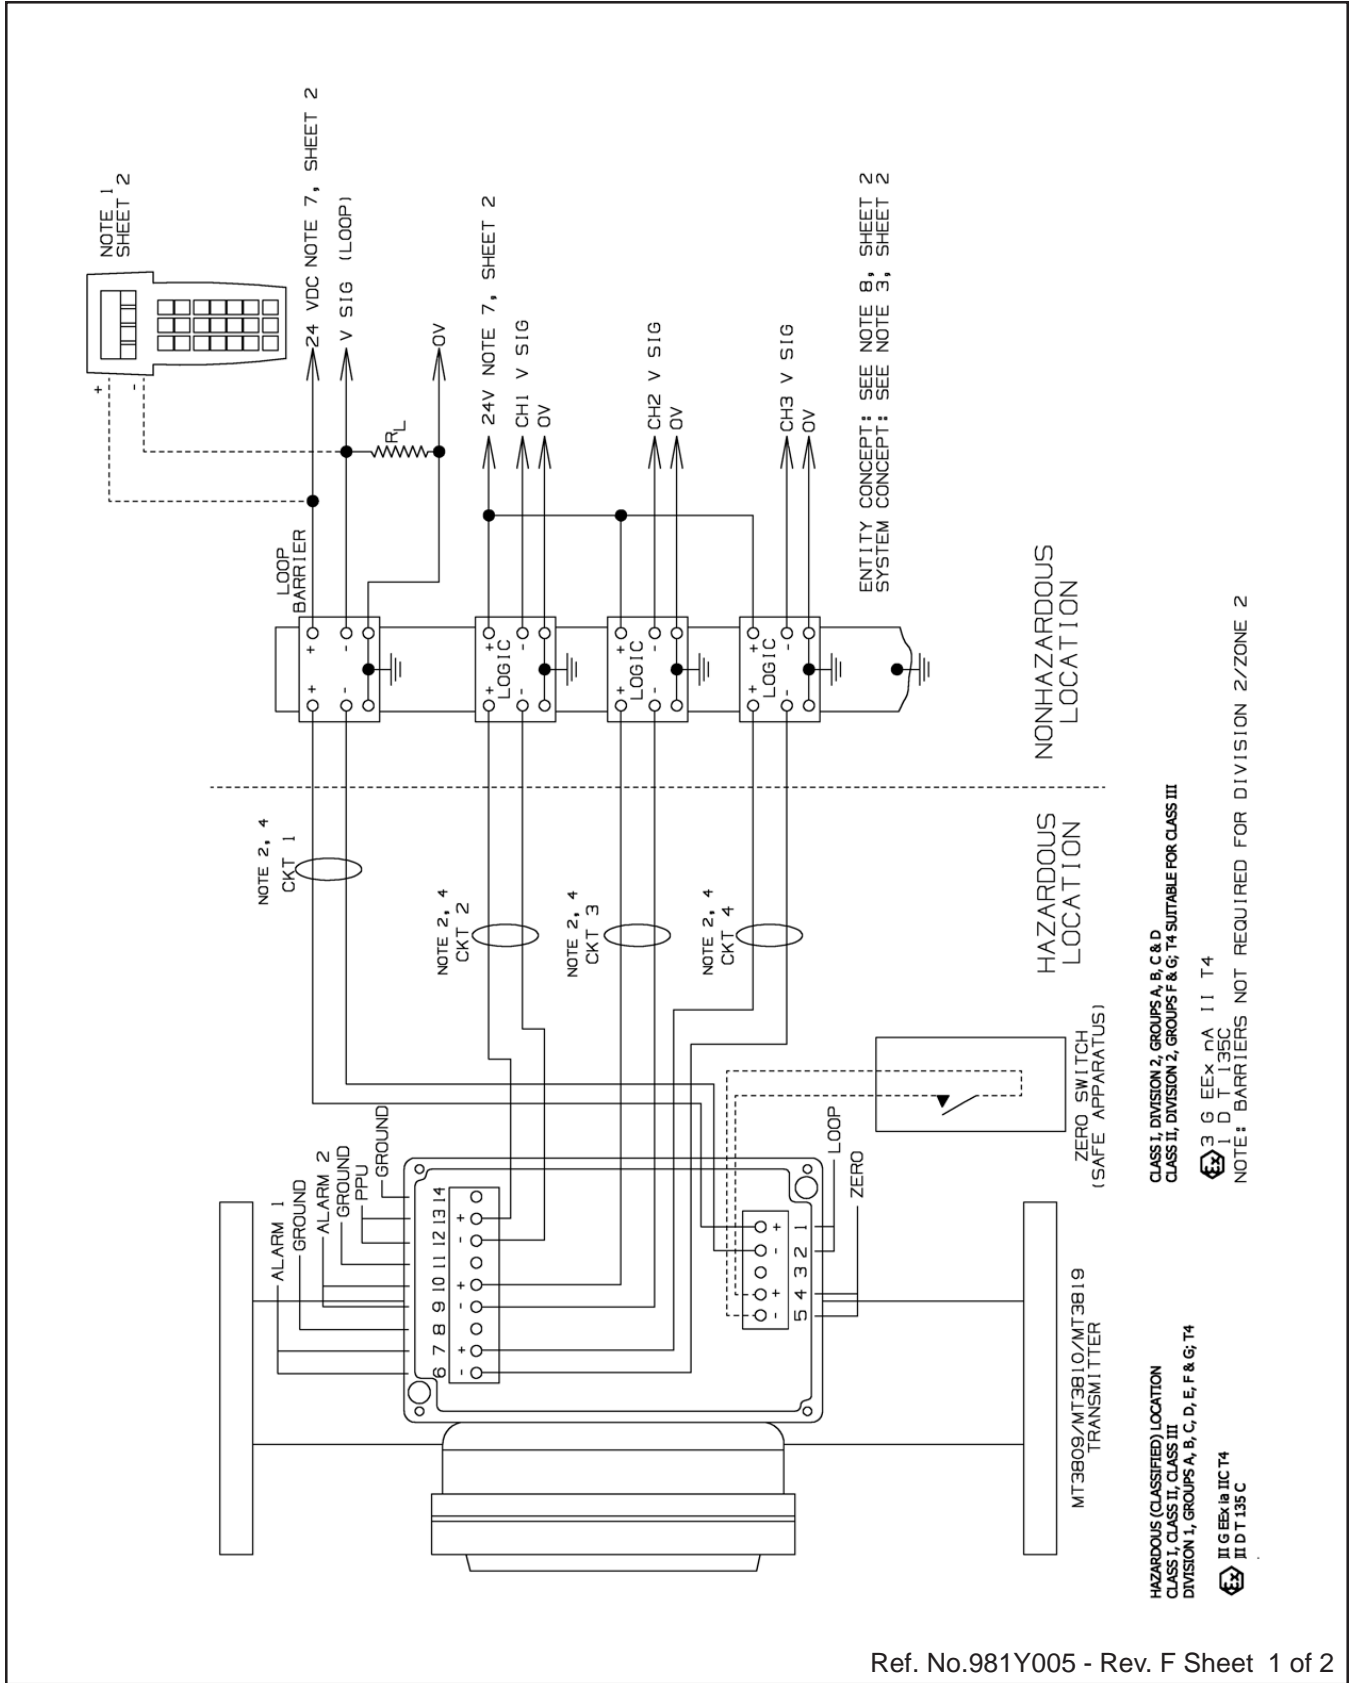 NOTE 1
SHEET 2
+
-
24 VDC NOTE 7, SHEET 2
V SIG (LOOP)
0V
RL
LOOP
BARRIER
+ +
- -
24V NOTE 7, SHEET 2
CH1 V SIG
0V
CH2 V SIG
0V
CH3 V SIG
0V
+ +
LOGIC
- -
+ +
LOGIC
- -
+ +
LOGIC
- -
ENTITY CONCEPT: SEE NOTE 8, SHEET 2
SYSTEM CONCEPT: SEE NOTE 3, SHEET 2
NONHAZARDOUS
LOCATION
HAZARDOUS
LOCATION
NOTE 2, 4
CKT 1
NOTE 2, 4
CKT 2
NOTE 2, 4
CKT 3
NOTE 2, 4
CKT 4
ALARM 1
GROUND
ALARM 2
GROUND
PPU
GROUND
6 7 8 9 10 11 12 13 14
- + - + - +
5 4 3 2 1
- + - +
LOOP
ZERO
ZERO SWITCH
(SAFE APPARATUS)
MT3809/MT3810/MT3819
TRANSMITTER
HAZARDOUS (CLASSIFIED) LOCATION
CLASS I, CLASS II, CLASS III
DIVISION 1, GROUPS A, B, C, D, E, F & G; T4
Ex II G EEx ia IIC T4
II D T 135 C
CLASS I, DIVISION 2, GROUPS A, B, C & D
CLASS II, DIVISION 2, GROUPS F & G; T4 SUITABLE FOR CLASS III
Ex 3 G EEx nA II T4
1 D T 135C
NOTE: BARRIERS NOT REQUIRED FOR DIVISION 2/ZONE 2
Ref. No.981Y005 - Rev. F Sheet 1 of 2